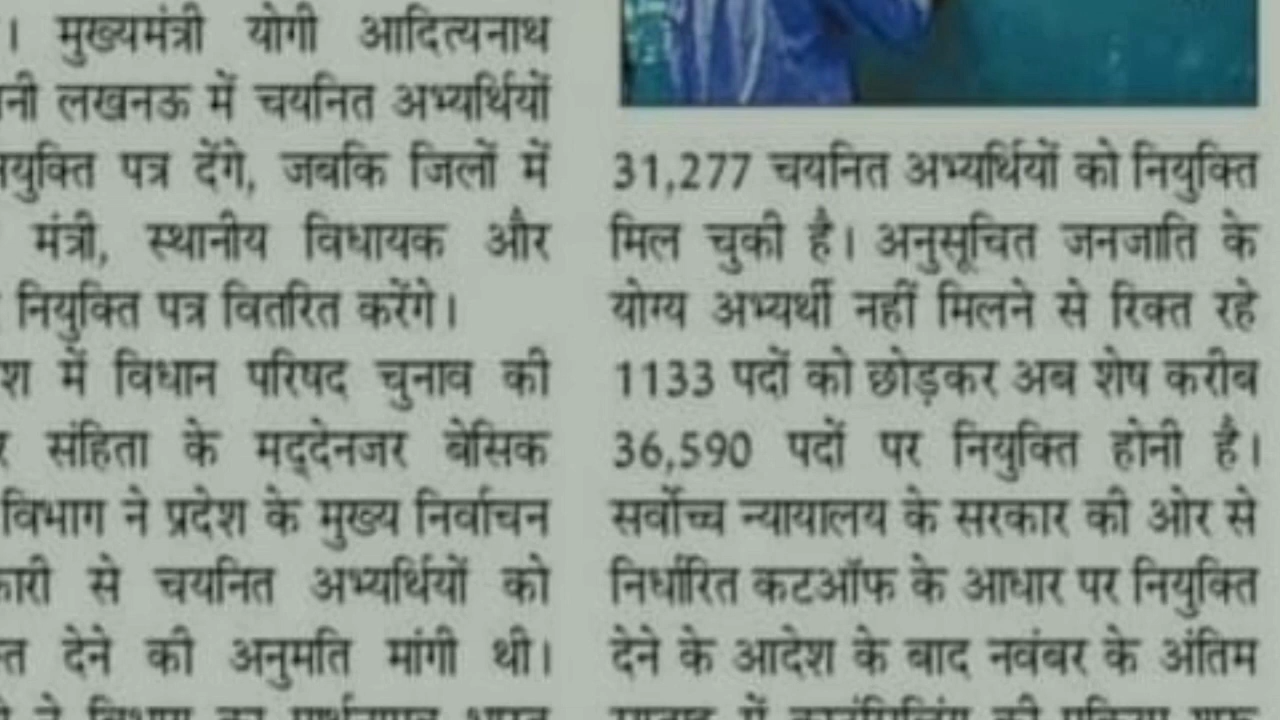 । मुख्यमंत्री योगी आदित्यनाथ
लखनऊ में चयनित अभ्यर्थियों
पत्र देंगे, जबकि जिलों में
मंत्री, स्थानीय विधायक और
नियुक्ति पत्र वितरित करेंगे।
में विधान परिषद चुनाव की
संहिता के मद्देनजर बेसिक
विभाग ने प्रदेश के मुख्य निर्वाचन
से चयनित अभ्यर्थियों को
देने की अनुमति मांगी थी।
31,277 चयनित अभ्यर्थियों को नियुक्ति
मिल चुकी है। अनुसूचित जनजाति के
योग्य अभ्यर्थी नहीं मिलने से रिक्त रहे
1133 पदों को छोड़कर अब शेष करीब
36,590 पदों पर नियुक्ति होनी है।
सर्वोच्च न्यायालय के सरकार की ओर से
निर्धारित कटऑफ के आधार पर नियुक्ति
देने के आदेश के बाद नवंबर के अंतिम